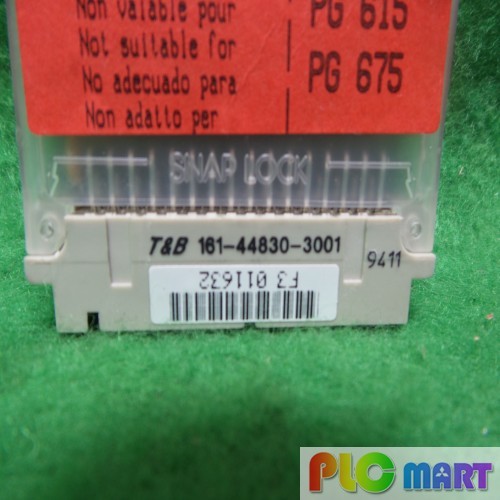 Non valable pour
Not suitable for
No adecuado para
Non adatto per
PG 615
PG 675
SNAP LOCK
T&B 161-44830-3001
9411
F3 011632
PLC MART